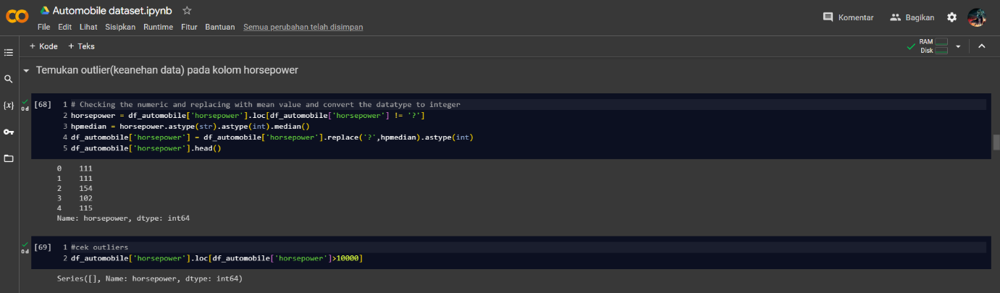 Automobile dataset.ipynb
Komentar
Bagikan
File Edit Lihat Sisipkan Runtime Fitur Bantuan Semua perubahan telah disimpan
+ Kode + Teks
RAM
Disk
Temukan outlier(keanehan data) pada kolom horsepower
0 d
[68]
1 # Checking the numeric and replacing with mean value and convert the datatype to integer
2 horsepower = df_automobile['horsepower'].loc[df_automobile['horsepower'] != '?']
3 hpmedian = horsepower.astype(str).astype(int).median()
4 df_automobile['horsepower'] = df_automobile['horsepower'].replace('?',hpmedian).astype(int)
5 df_automobile['horsepower'].head()
0 111
1 111
2 154
3 102
4 115
Name: horsepower, dtype: int64
0 d
[69]
1 #cek outliers
2 df_automobile['horsepower'].loc[df_automobile['horsepower']>10000]
Series([], Name: horsepower, dtype: int64)
{x}